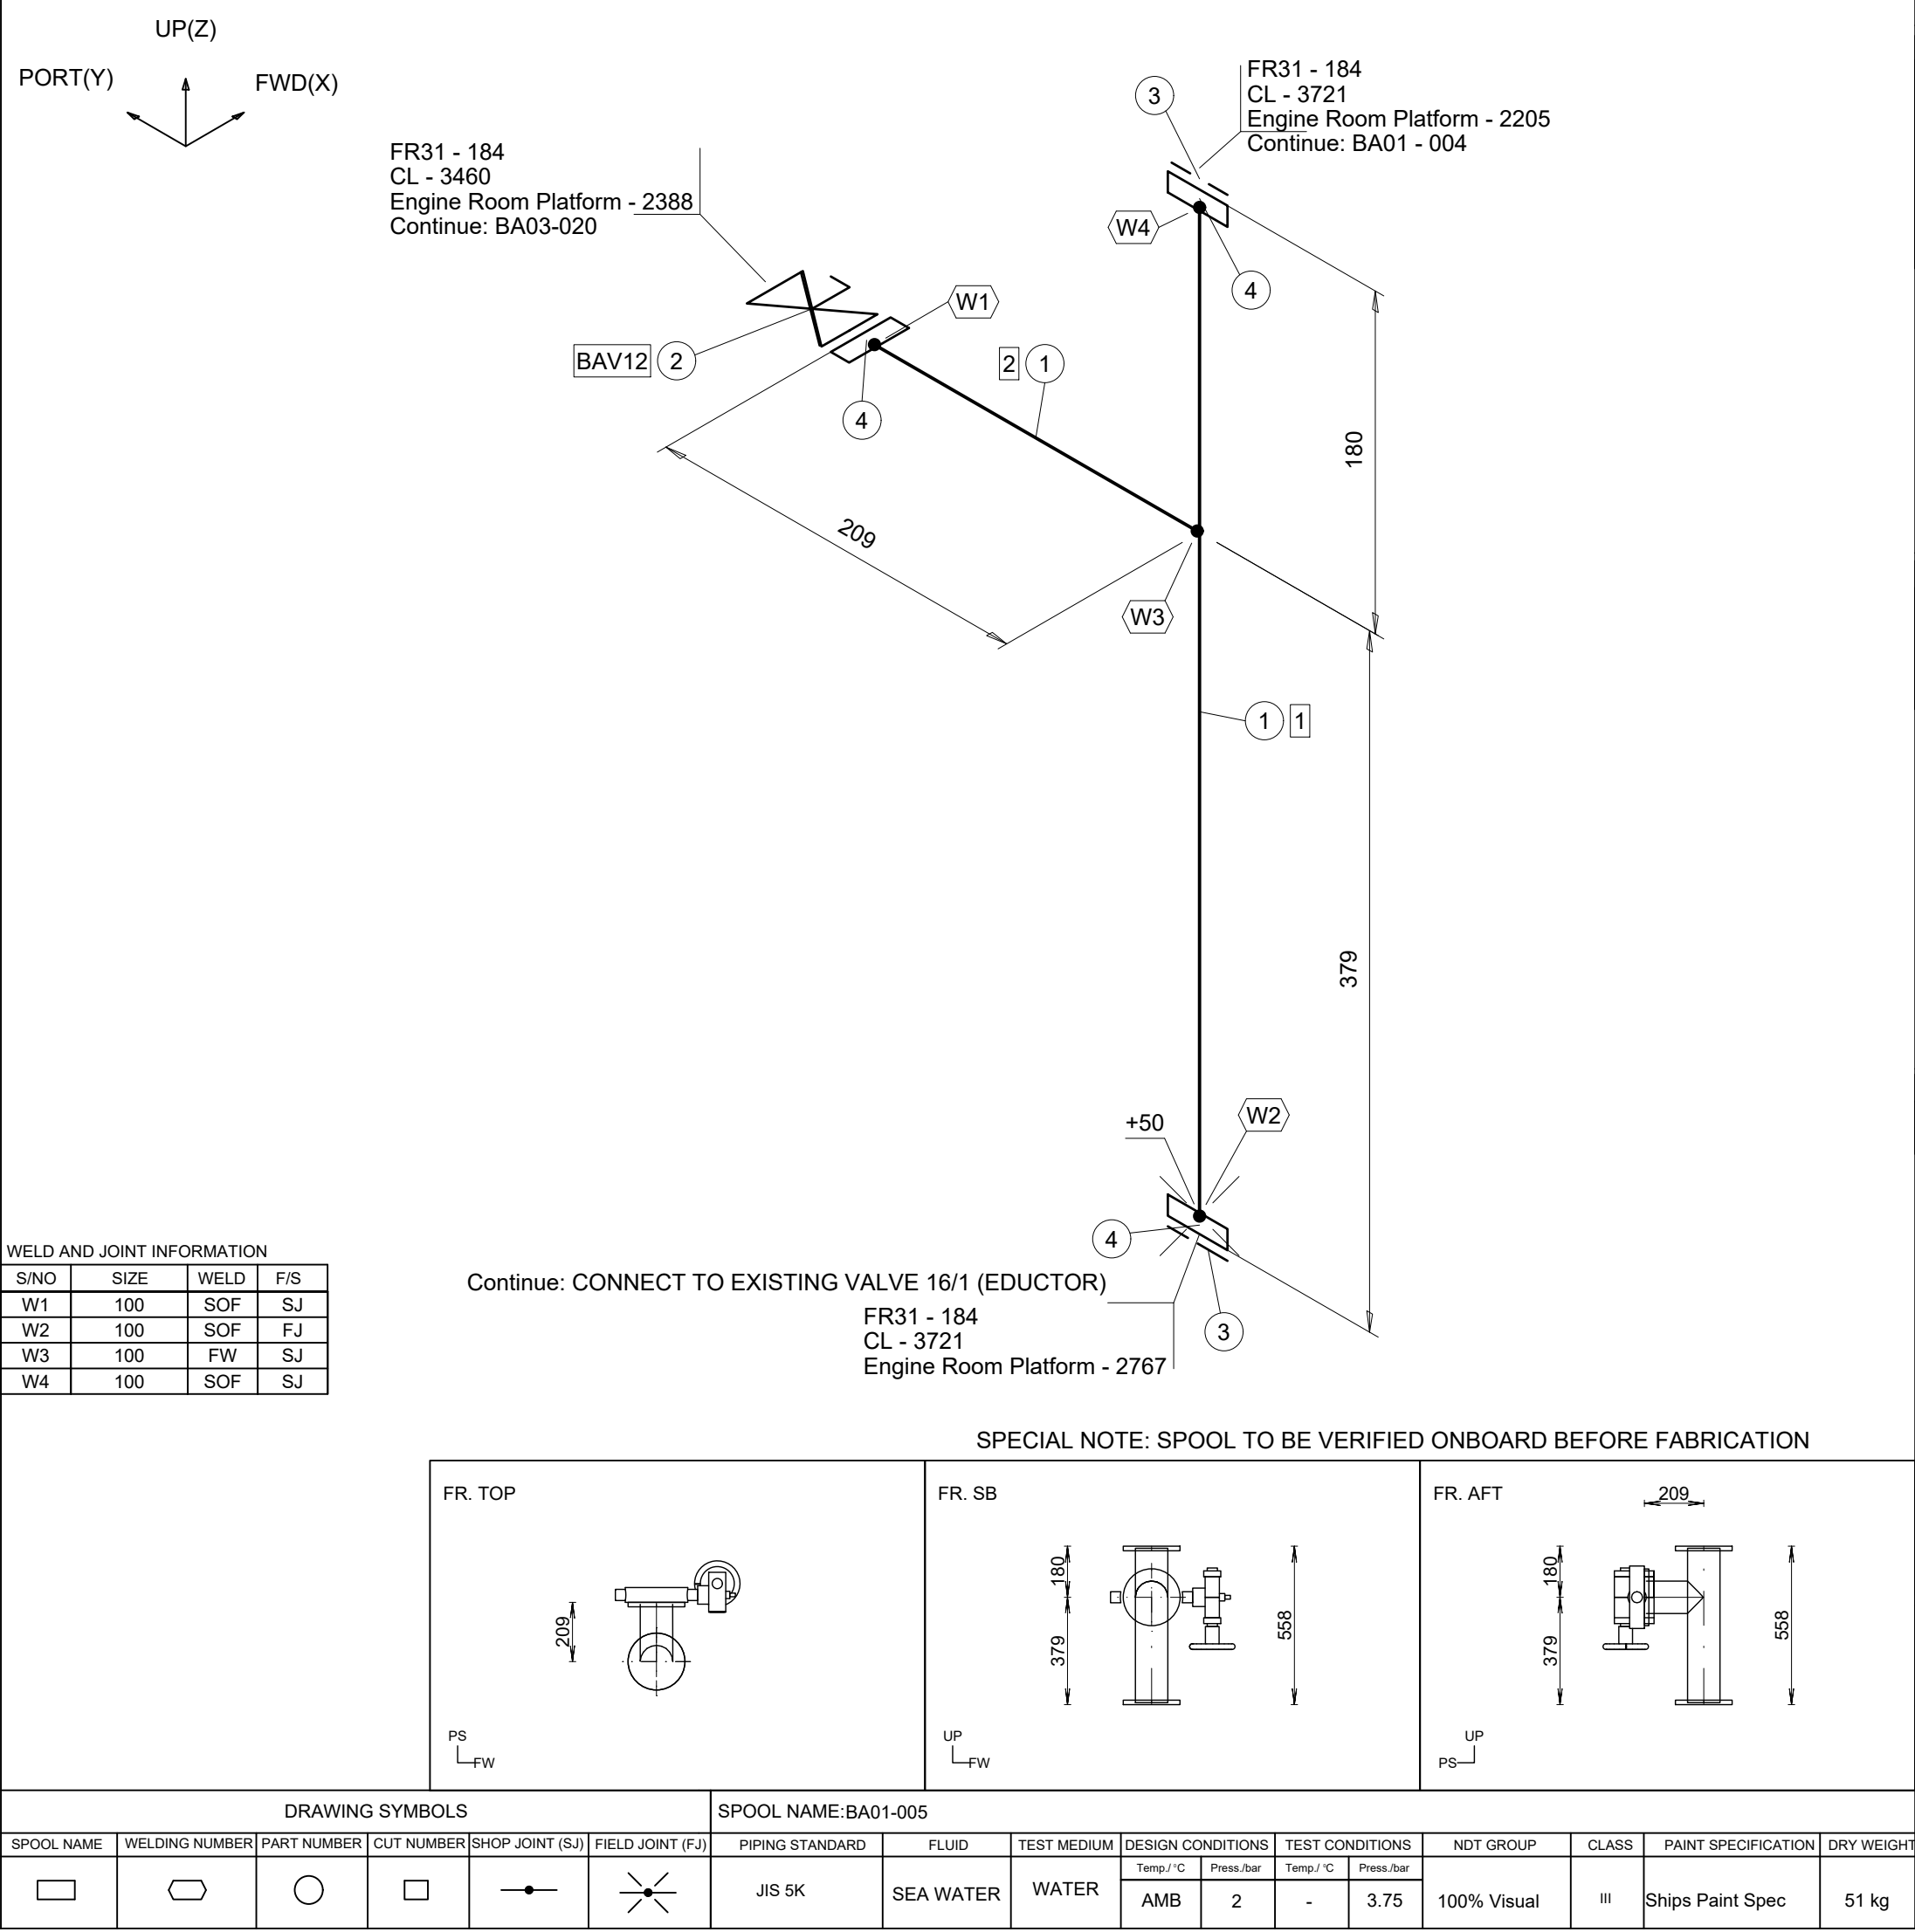 UP(Z)
PORT(Y)
FWD(X)
FR31 - 184
CL - 3460
Engine Room Platform - 2388
Continue: BA03-020
3
FR31 - 184
CL - 3721
Engine Room Platform - 2205
Continue: BA01 - 004
W4
4
W1
BAV12 2
2 1
4
180
209
W3
1 1
379
+50
W2
4
Continue: CONNECT TO EXISTING VALVE 16/1 (EDUCTOR)
FR31 - 184
CL - 3721
Engine Room Platform - 2767
3
WELD AND JOINT INFORMATION
S/NO SIZE WELD F/S
W1 100 SOF SJ
W2 100 SOF FJ
W3 100 FW SJ
W4 100 SOF SJ
SPECIAL NOTE: SPOOL TO BE VERIFIED ONBOARD BEFORE FABRICATION
FR. TOP
209
PS
FW
FR. SB
180
379
558
UP
FW
FR. AFT
209
180
379
558
UP
PS
DRAWING SYMBOLS
SPOOL NAME:BA01-005
SPOOL NAME WELDING NUMBER PART NUMBER CUT NUMBER SHOP JOINT (SJ) FIELD JOINT (FJ) PIPING STANDARD FLUID TEST MEDIUM DESIGN CONDITIONS TEST CONDITIONS NDT GROUP CLASS PAINT SPECIFICATION DRY WEIGHT
Temp./ °C Press./bar Temp./ °C Press./bar
JIS 5K SEA WATER WATER AMB 2 - 3.75 100% Visual III Ships Paint Spec 51 kg